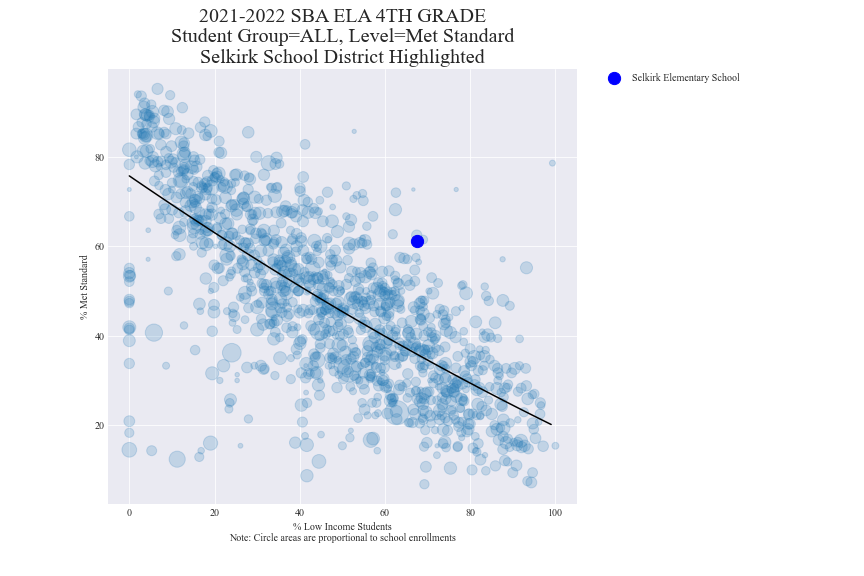 2021-2022 SBA ELA 4TH GRADE
Student Group=ALL, Level=Met Standard
Selkirk School District Highlighted
Selkirk Elementary School
80
60
40
20
% Met Standard
0 20 40 60 80 100
% Low Income Students
Note: Circle areas are proportional to school enrollments